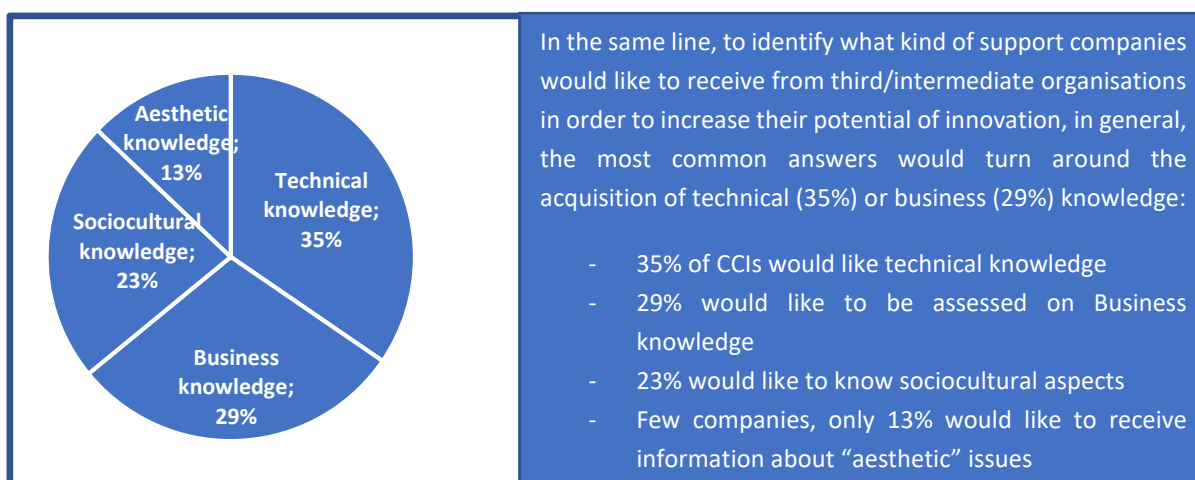 Aesthetic
knowledge;
13%
Technical
knowledge;
35%
Sociocultural
knowledge;
23%
Business
knowledge;
29%
In the same line, to identify what kind of support companies
would like to receive from third/intermediate organisations
in order to increase their potential of innovation, in general,
the most common answers would turn around the
acquisition of technical (35%) or business (29%) knowledge:
- 35% of CCIs would like technical knowledge
- 29% would like to be assessed on Business
knowledge
- 23% would like to know sociocultural aspects
- Few companies, only 13% would like to receive
information about “aesthetic” issues